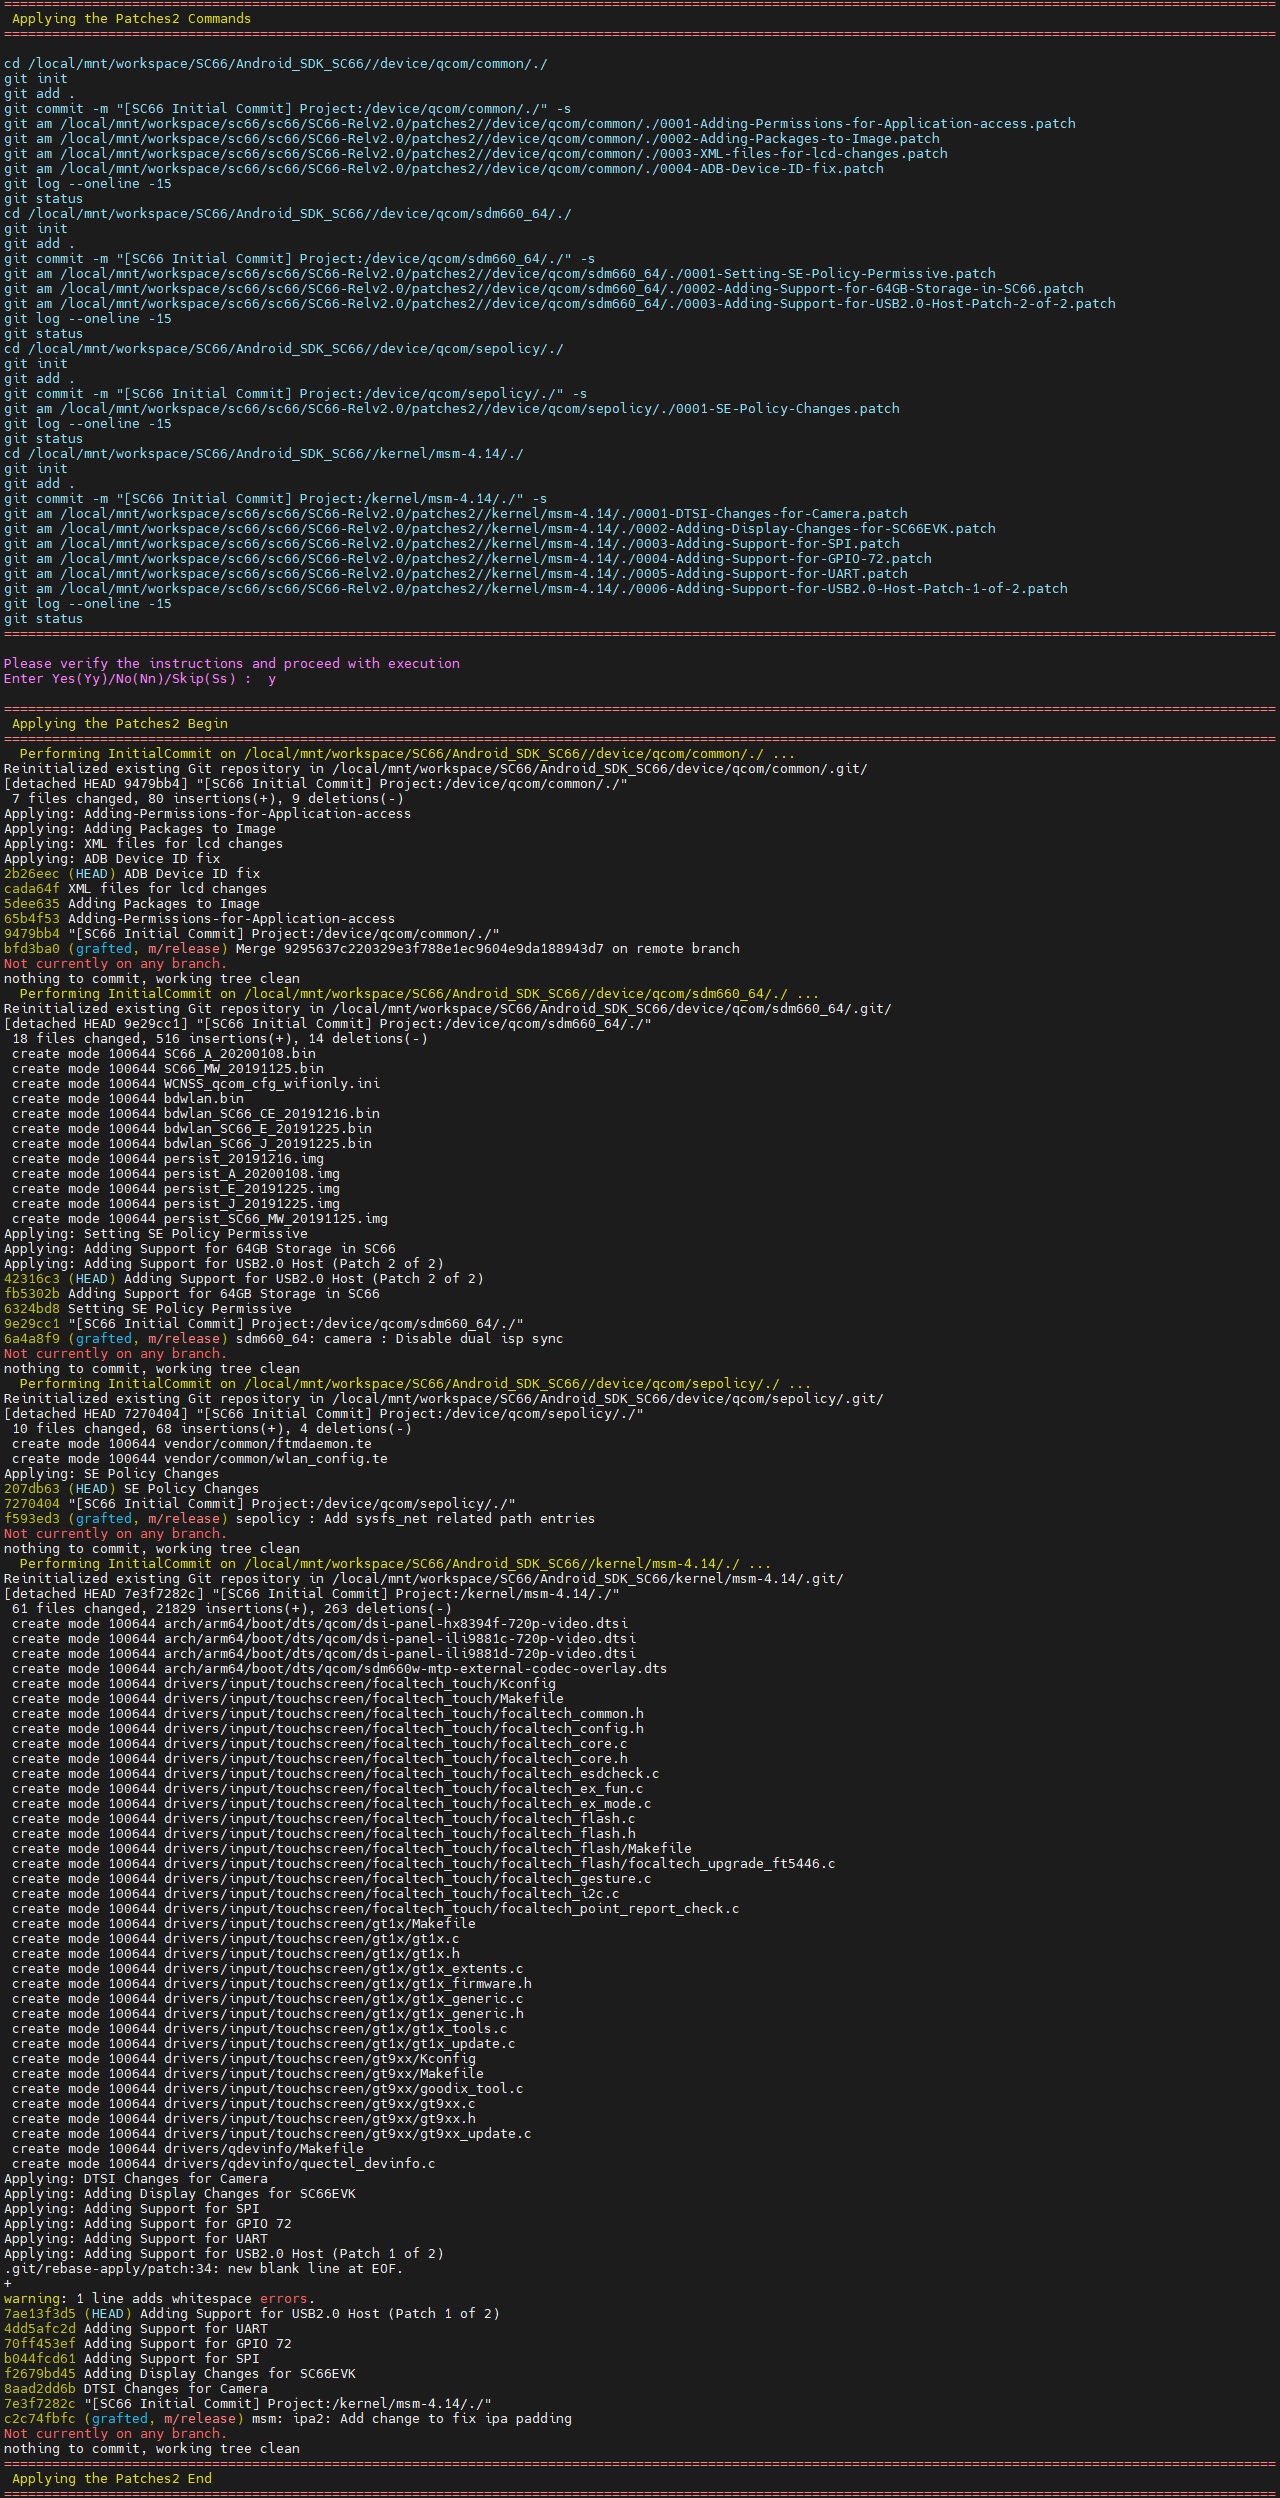 ===============================================================================================================================================================
 Applying the Patches2 Commands
===============================================================================================================================================================
cd /local/mnt/workspace/SC66/Android_SDK_SC66//device/qcom/common/./
git init
git add .
git commit -m "[SC66 Initial Commit] Project:/device/qcom/common/./" -s
git am /local/mnt/workspace/sc66/sc66/SC66-Relv2.0/patches2//device/qcom/common/./0001-Adding-Permissions-for-Application-access.patch
git am /local/mnt/workspace/sc66/sc66/SC66-Relv2.0/patches2//device/qcom/common/./0002-Adding-Packages-to-Image.patch
git am /local/mnt/workspace/sc66/sc66/SC66-Relv2.0/patches2//device/qcom/common/./0003-XML-files-for-lcd-changes.patch
git am /local/mnt/workspace/sc66/sc66/SC66-Relv2.0/patches2//device/qcom/common/./0004-ADB-Device-ID-fix.patch
git log --oneline -15
git status
cd /local/mnt/workspace/SC66/Android_SDK_SC66//device/qcom/sdm660_64/./
git init
git add .
git commit -m "[SC66 Initial Commit] Project:/device/qcom/sdm660_64/./" -s
git am /local/mnt/workspace/sc66/sc66/SC66-Relv2.0/patches2//device/qcom/sdm660_64/./0001-Setting-SE-Policy-Permissive.patch
git am /local/mnt/workspace/sc66/sc66/SC66-Relv2.0/patches2//device/qcom/sdm660_64/./0002-Adding-Support-for-64GB-Storage-in-SC66.patch
git am /local/mnt/workspace/sc66/sc66/SC66-Relv2.0/patches2//device/qcom/sdm660_64/./0003-Adding-Support-for-USB2.0-Host-Patch-2-of-2.patch
git log --oneline -15
git status
cd /local/mnt/workspace/SC66/Android_SDK_SC66//device/qcom/sepolicy/./
git init
git add .
git commit -m "[SC66 Initial Commit] Project:/device/qcom/sepolicy/./" -s
git am /local/mnt/workspace/sc66/sc66/SC66-Relv2.0/patches2//device/qcom/sepolicy/./0001-SE-Policy-Changes.patch
git log --oneline -15
git status
cd /local/mnt/workspace/SC66/Android_SDK_SC66//kernel/msm-4.14/./
git init
git add .
git commit -m "[SC66 Initial Commit] Project:/kernel/msm-4.14/./" -s
git am /local/mnt/workspace/sc66/sc66/SC66-Relv2.0/patches2//kernel/msm-4.14/./0001-DTSI-Changes-for-Camera.patch
git am /local/mnt/workspace/sc66/sc66/SC66-Relv2.0/patches2//kernel/msm-4.14/./0002-Adding-Display-Changes-for-SC66EVK.patch
git am /local/mnt/workspace/sc66/sc66/SC66-Relv2.0/patches2//kernel/msm-4.14/./0003-Adding-Support-for-SPI.patch
git am /local/mnt/workspace/sc66/sc66/SC66-Relv2.0/patches2//kernel/msm-4.14/./0004-Adding-Support-for-GPIO-72.patch
git am /local/mnt/workspace/sc66/sc66/SC66-Relv2.0/patches2//kernel/msm-4.14/./0005-Adding-Support-for-UART.patch
git am /local/mnt/workspace/sc66/sc66/SC66-Relv2.0/patches2//kernel/msm-4.14/./0006-Adding-Support-for-USB2.0-Host-Patch-1-of-2.patch
git log --oneline -15
git status
===============================================================================================================================================================
Please verify the instructions and proceed with execution
Enter Yes(Yy)/No(Nn)/Skip(Ss) :  y
===============================================================================================================================================================
 Applying the Patches2 Begin
===============================================================================================================================================================
  Performing InitialCommit on /local/mnt/workspace/SC66/Android_SDK_SC66//device/qcom/common/./ ...
Reinitialized existing Git repository in /local/mnt/workspace/SC66/Android_SDK_SC66/device/qcom/common/.git/
[detached HEAD 9479bb4] "[SC66 Initial Commit] Project:/device/qcom/common/./"
 7 files changed, 80 insertions(+), 9 deletions(-)
Applying: Adding-Permissions-for-Application-access
Applying: Adding Packages to Image
Applying: XML files for lcd changes
Applying: ADB Device ID fix
2b26eec (HEAD) ADB Device ID fix
cada64f XML files for lcd changes
5dee635 Adding Packages to Image
65b4f53 Adding-Permissions-for-Application-access
9479bb4 "[SC66 Initial Commit] Project:/device/qcom/common/./"
bfd3ba0 (grafted, m/release) Merge 9295637c220329e3f788e1ec9604e9da188943d7 on remote branch
Not currently on any branch.
nothing to commit, working tree clean
  Performing InitialCommit on /local/mnt/workspace/SC66/Android_SDK_SC66//device/qcom/sdm660_64/./ ...
Reinitialized existing Git repository in /local/mnt/workspace/SC66/Android_SDK_SC66/device/qcom/sdm660_64/.git/
[detached HEAD 9e29cc1] "[SC66 Initial Commit] Project:/device/qcom/sdm660_64/./"
 18 files changed, 516 insertions(+), 14 deletions(-)
 create mode 100644 SC66_A_20200108.bin
 create mode 100644 SC66_MW_20191125.bin
 create mode 100644 WCNSS_qcom_cfg_wifionly.ini
 create mode 100644 bdwlan.bin
 create mode 100644 bdwlan_SC66_CE_20191216.bin
 create mode 100644 bdwlan_SC66_E_20191225.bin
 create mode 100644 bdwlan_SC66_J_20191225.bin
 create mode 100644 persist_20191216.img
 create mode 100644 persist_A_20200108.img
 create mode 100644 persist_E_20191225.img
 create mode 100644 persist_J_20191225.img
 create mode 100644 persist_SC66_MW_20191125.img
Applying: Setting SE Policy Permissive
Applying: Adding Support for 64GB Storage in SC66
Applying: Adding Support for USB2.0 Host (Patch 2 of 2)
42316c3 (HEAD) Adding Support for USB2.0 Host (Patch 2 of 2)
fb5302b Adding Support for 64GB Storage in SC66
6324bd8 Setting SE Policy Permissive
9e29cc1 "[SC66 Initial Commit] Project:/device/qcom/sdm660_64/./"
6a4a8f9 (grafted, m/release) sdm660_64: camera : Disable dual isp sync
Not currently on any branch.
nothing to commit, working tree clean
  Performing InitialCommit on /local/mnt/workspace/SC66/Android_SDK_SC66//device/qcom/sepolicy/./ ...
Reinitialized existing Git repository in /local/mnt/workspace/SC66/Android_SDK_SC66/device/qcom/sepolicy/.git/
[detached HEAD 7270404] "[SC66 Initial Commit] Project:/device/qcom/sepolicy/./"
 10 files changed, 68 insertions(+), 4 deletions(-)
 create mode 100644 vendor/common/ftmdaemon.te
 create mode 100644 vendor/common/wlan_config.te
Applying: SE Policy Changes
207db63 (HEAD) SE Policy Changes
7270404 "[SC66 Initial Commit] Project:/device/qcom/sepolicy/./"
f593ed3 (grafted, m/release) sepolicy : Add sysfs_net related path entries
Not currently on any branch.
nothing to commit, working tree clean
  Performing InitialCommit on /local/mnt/workspace/SC66/Android_SDK_SC66//kernel/msm-4.14/./ ...
Reinitialized existing Git repository in /local/mnt/workspace/SC66/Android_SDK_SC66/kernel/msm-4.14/.git/
[detached HEAD 7e3f7282c] "[SC66 Initial Commit] Project:/kernel/msm-4.14/./"
 61 files changed, 21829 insertions(+), 263 deletions(-)
 create mode 100644 arch/arm64/boot/dts/qcom/dsi-panel-hx8394f-720p-video.dtsi
 create mode 100644 arch/arm64/boot/dts/qcom/dsi-panel-ili9881c-720p-video.dtsi
 create mode 100644 arch/arm64/boot/dts/qcom/dsi-panel-ili9881d-720p-video.dtsi
 create mode 100644 arch/arm64/boot/dts/qcom/sdm660w-mtp-external-codec-overlay.dts
 create mode 100644 drivers/input/touchscreen/focaltech_touch/Kconfig
 create mode 100644 drivers/input/touchscreen/focaltech_touch/Makefile
 create mode 100644 drivers/input/touchscreen/focaltech_touch/focaltech_common.h
 create mode 100644 drivers/input/touchscreen/focaltech_touch/focaltech_config.h
 create mode 100644 drivers/input/touchscreen/focaltech_touch/focaltech_core.c
 create mode 100644 drivers/input/touchscreen/focaltech_touch/focaltech_core.h
 create mode 100644 drivers/input/touchscreen/focaltech_touch/focaltech_esdcheck.c
 create mode 100644 drivers/input/touchscreen/focaltech_touch/focaltech_ex_fun.c
 create mode 100644 drivers/input/touchscreen/focaltech_touch/focaltech_ex_mode.c
 create mode 100644 drivers/input/touchscreen/focaltech_touch/focaltech_flash.c
 create mode 100644 drivers/input/touchscreen/focaltech_touch/focaltech_flash.h
 create mode 100644 drivers/input/touchscreen/focaltech_touch/focaltech_flash/Makefile
 create mode 100644 drivers/input/touchscreen/focaltech_touch/focaltech_flash/focaltech_upgrade_ft5446.c
 create mode 100644 drivers/input/touchscreen/focaltech_touch/focaltech_gesture.c
 create mode 100644 drivers/input/touchscreen/focaltech_touch/focaltech_i2c.c
 create mode 100644 drivers/input/touchscreen/focaltech_touch/focaltech_point_report_check.c
 create mode 100644 drivers/input/touchscreen/gt1x/Makefile
 create mode 100644 drivers/input/touchscreen/gt1x/gt1x.c
 create mode 100644 drivers/input/touchscreen/gt1x/gt1x.h
 create mode 100644 drivers/input/touchscreen/gt1x/gt1x_extents.c
 create mode 100644 drivers/input/touchscreen/gt1x/gt1x_firmware.h
 create mode 100644 drivers/input/touchscreen/gt1x/gt1x_generic.c
 create mode 100644 drivers/input/touchscreen/gt1x/gt1x_generic.h
 create mode 100644 drivers/input/touchscreen/gt1x/gt1x_tools.c
 create mode 100644 drivers/input/touchscreen/gt1x/gt1x_update.c
 create mode 100644 drivers/input/touchscreen/gt9xx/Kconfig
 create mode 100644 drivers/input/touchscreen/gt9xx/Makefile
 create mode 100644 drivers/input/touchscreen/gt9xx/goodix_tool.c
 create mode 100644 drivers/input/touchscreen/gt9xx/gt9xx.c
 create mode 100644 drivers/input/touchscreen/gt9xx/gt9xx.h
 create mode 100644 drivers/input/touchscreen/gt9xx/gt9xx_update.c
 create mode 100644 drivers/qdevinfo/Makefile
 create mode 100644 drivers/qdevinfo/quectel_devinfo.c
Applying: DTSI Changes for Camera
Applying: Adding Display Changes for SC66EVK
Applying: Adding Support for SPI
Applying: Adding Support for GPIO 72
Applying: Adding Support for UART
Applying: Adding Support for USB2.0 Host (Patch 1 of 2)
.git/rebase-apply/patch:34: new blank line at EOF.
+
warning: 1 line adds whitespace errors.
7ae13f3d5 (HEAD) Adding Support for USB2.0 Host (Patch 1 of 2)
4dd5afc2d Adding Support for UART
70ff453ef Adding Support for GPIO 72
b044fcd61 Adding Support for SPI
f2679bd45 Adding Display Changes for SC66EVK
8aad2dd6b DTSI Changes for Camera
7e3f7282c "[SC66 Initial Commit] Project:/kernel/msm-4.14/./"
c2c74fbfc (grafted, m/release) msm: ipa2: Add change to fix ipa padding
Not currently on any branch.
nothing to commit, working tree clean
===============================================================================================================================================================
 Applying the Patches2 End
===============================================================================================================================================================